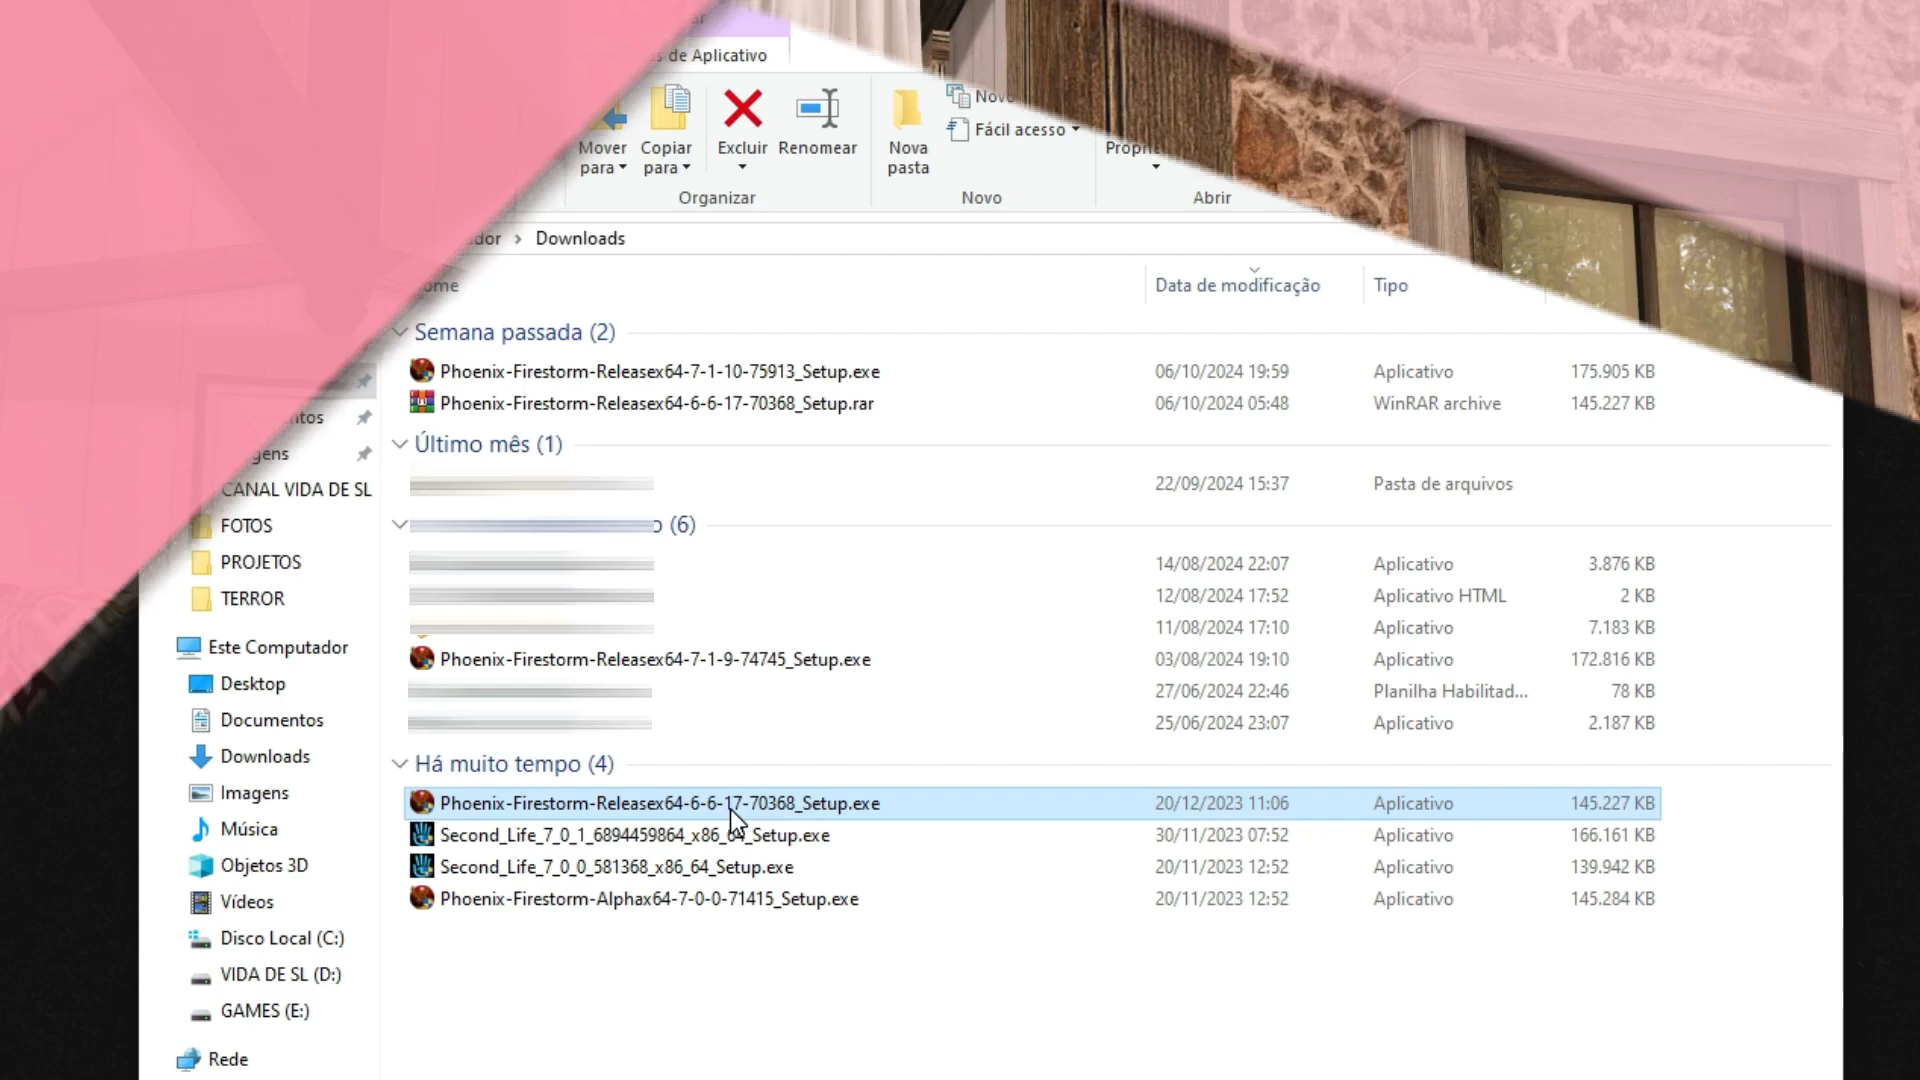 de Aplicativo
Mover para
Copiar para
Excluir
Renomear
Nova pasta
Fácil acesso
Organizar
Novo
Abrir
Downloads
Data de modificação
Tipo
Semana passada (2)
Phoenix-Firestorm-Releasex64-7-1-10-75913_Setup.exe 06/10/2024 19:59 Aplicativo 175.905 KB
Phoenix-Firestorm-Releasex64-6-6-17-70368_Setup.rar 06/10/2024 05:48 WinRAR archive 145.227 KB
Último mês (1)
22/09/2024 15:37 Pasta de arquivos
(6)
14/08/2024 22:07 Aplicativo 3.876 KB
12/08/2024 17:52 Aplicativo HTML 2 KB
11/08/2024 17:10 Aplicativo 7.183 KB
Phoenix-Firestorm-Releasex64-7-1-9-74745_Setup.exe 03/08/2024 19:10 Aplicativo 172.816 KB
27/06/2024 22:46 Planilha Habilitad... 78 KB
25/06/2024 23:07 Aplicativo 2.187 KB
Há muito tempo (4)
Phoenix-Firestorm-Releasex64-6-6-17-70368_Setup.exe 20/12/2023 11:06 Aplicativo 145.227 KB
Second_Life_7_0_1_6894459864_x86_64_Setup.exe 30/11/2023 07:52 Aplicativo 166.161 KB
Second_Life_7_0_0_581368_x86_64_Setup.exe 20/11/2023 12:52 Aplicativo 139.942 KB
Phoenix-Firestorm-Alphax64-7-0-0-71415_Setup.exe 20/11/2023 12:52 Aplicativo 145.284 KB
CANAL VIDA DE SL
FOTOS
PROJETOS
TERROR
Este Computador
Desktop
Documentos
Downloads
Imagens
Música
Objetos 3D
Vídeos
Disco Local (C:)
VIDA DE SL (D:)
GAMES (E:)
Rede